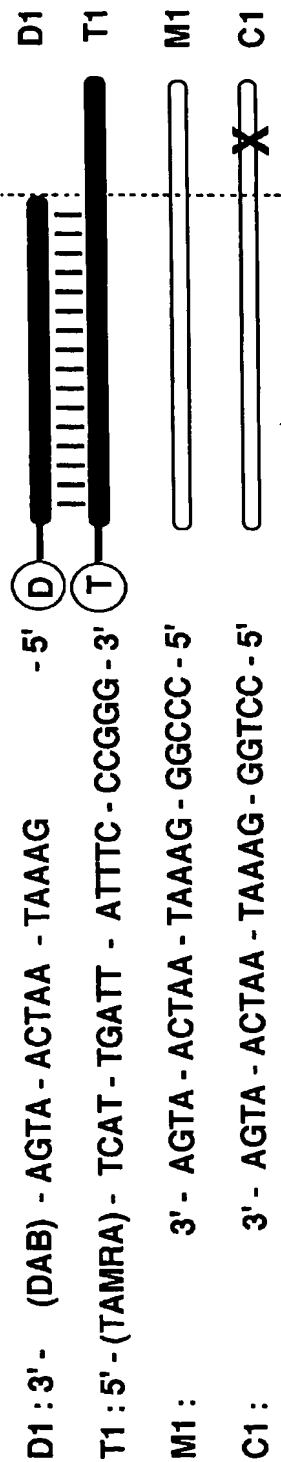 D1 : 3' - (DAB) - AGTA - ACTAA - TAAAG - 5' D T D1
T1 : 5' - (TAMRA) - TCAT - TGATT - ATTTC - CCGGG - 3' T1
M1 : 3' - AGTA - ACTAA - TAAAG - GGCCC - 5' M1
C1 : 3' - AGTA - ACTAA - TAAAG - GGTCC - 5' X C1